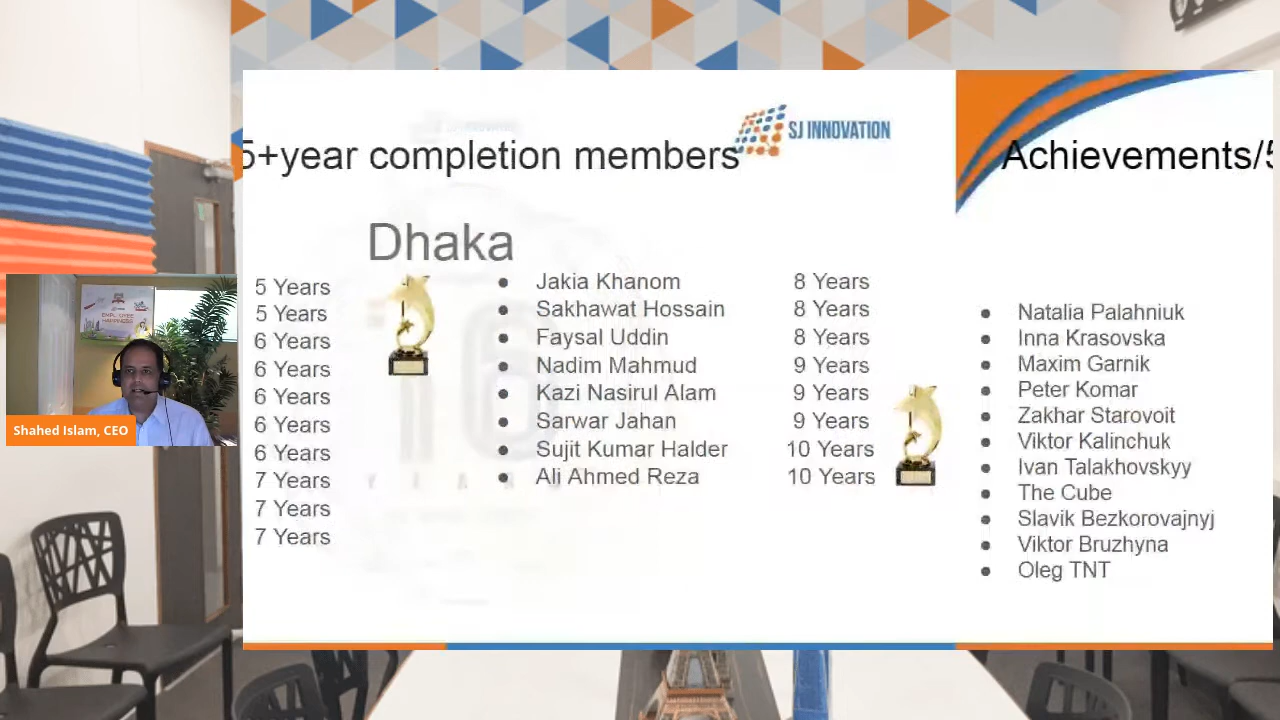 SJ INNOVATION
5+year completion members
Achievements/5
Dhaka
5 Years
5 Years
6 Years
6 Years
6 Years
6 Years
6 Years
7 Years
7 Years
7 Years
Jakia Khanom 8 Years
Sakhawat Hossain 8 Years
Faysal Uddin 8 Years
Nadim Mahmud 9 Years
Kazi Nasirul Alam 9 Years
Sarwar Jahan 9 Years
Sujit Kumar Halder 10 Years
Ali Ahmed Reza 10 Years
Natalia Palahniuk
Inna Krasovska
Maxim Garnik
Peter Komar
Zakhar Starovoit
Viktor Kalinchuk
Ivan Talakhovskyy
The Cube
Slavik Bezkorovajnyj
Viktor Bruzhyna
Oleg TNT
16
YEARS
EMPLOYEE
HAPPINESS
Shahed Islam, CEO